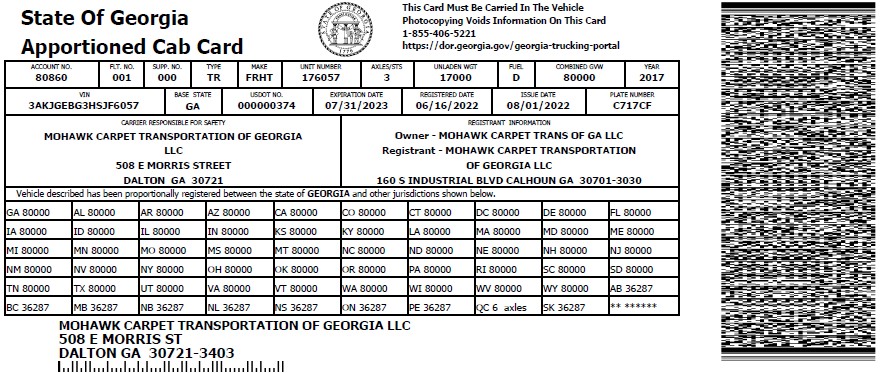 State Of Georgia
Apportioned Cab Card
This Card Must Be Carried In The Vehicle
Photocopying Voids Information On This Card
1-855-406-5221
https://dor.georgia.gov/georgia-trucking-portal
ACCOUNT NO. FLT. NO. SUPP. NO. TYPE MAKE UNIT NUMBER AXLES/STS UNLADEN WGT FUEL COMBINED GVW YEAR
80860 001 000 TR FRHT 176057 3 17000 D 80000 2017
VIN BASE STATE USDOT NO. EXPIRATION DATE REGISTERED DATE ISSUE DATE PLATE NUMBER
3AKJGEBG3HSJF6057 GA 000000374 07/31/2023 06/16/2022 08/01/2022 C717CF
CARRIER RESPONSIBLE FOR SAFETY
MOHAWK CARPET TRANSPORTATION OF GEORGIA
LLC
508 E MORRIS STREET
DALTON GA 30721
REGISTRANT INFORMATION
Owner - MOHAWK CARPET TRANS OF GA LLC
Registrant - MOHAWK CARPET TRANSPORTATION
OF GEORGIA LLC
160 S INDUSTRIAL BLVD CALHOUN GA 30701-3030
Vehicle described has been proportionally registered between the state of GEORGIA and other jurisdictions shown below.
GA 80000 AL 80000 AR 80000 AZ 80000 CA 80000 CO 80000 CT 80000 DC 80000 DE 80000 FL 80000
IA 80000 ID 80000 IL 80000 IN 80000 KS 80000 KY 80000 LA 80000 MA 80000 MD 80000 ME 80000
MI 80000 MN 80000 MO 80000 MS 80000 MT 80000 NC 80000 ND 80000 NE 80000 NH 80000 NJ 80000
NM 80000 NV 80000 NY 80000 OH 80000 OK 80000 OR 80000 PA 80000 RI 80000 SC 80000 SD 80000
TN 80000 TX 80000 UT 80000 VA 80000 VT 80000 WA 80000 WI 80000 WV 80000 WY 80000 AB 36287
BC 36287 MB 36287 NB 36287 NL 36287 NS 36287 ON 36287 PE 36287 QC 6 axles SK 36287 ** ******
MOHAWK CARPET TRANSPORTATION OF GEORGIA LLC
508 E MORRIS ST
DALTON GA 30721-3403